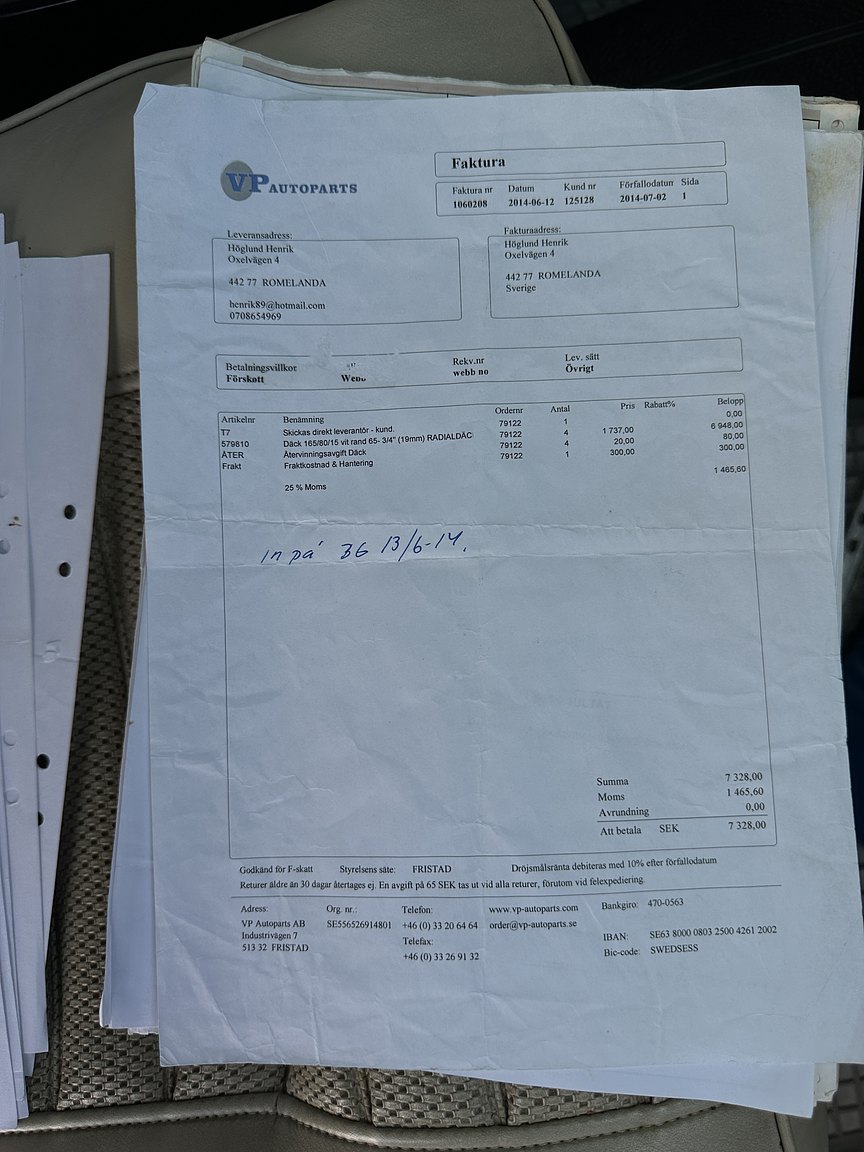 VP AUTOPARTS
Faktura
Faktura nr Datum Kund nr Förfallodatum Sida
1060208 2014-06-12 125128 2014-07-02 1
Leveransadress:
Höglund Henrik
Oxelvägen 4
442 77 ROMELANDA
henrik89@hotmail.com
0708654969
Fakturaadress:
Höglund Henrik
Oxelvägen 4
442 77 ROMELANDA
Sverige
Betalningsvillkor Rekv.nr Lev. sätt
Förskott Webb webb no Övrigt
Artikelnr Benämning Ordernr Antal Pris Rabatt% Belopp
T7 Skickas direkt leverantör - kund. 79122 1 0,00
579810 Däck 165/80/15 vit rand 65- 3/4" (19mm) RADIALDÄC 79122 4 1 737,00 6 948,00
ÅTER Återvinningsavgift Däck 79122 4 20,00 80,00
Frakt Fraktkostnad & Hantering 79122 1 300,00 300,00
25 % Moms 1 465,60
in på BG 13/6-14.
Summa 7 328,00
Moms 1 465,60
Avrundning 0,00
Att betala SEK 7 328,00
Godkänd för F-skatt Styrelsens säte: FRISTAD Dröjsmålsränta debiteras med 10% efter förfallodatum
Returer äldre än 30 dagar återtages ej. En avgift på 65 SEK tas ut vid alla returer, förutom vid felexpediering.
Adress:
VP Autoparts AB
Industrivägen 7
513 32 FRISTAD
Org. nr.:
SE556526914801
Telefon:
+46 (0) 33 20 64 64
Telefax:
+46 (0) 33 26 91 32
www.vp-autoparts.com
order@vp-autoparts.se
Bankgiro: 470-0563
IBAN: SE63 8000 0803 2500 4261 2002
Bic-code: SWEDSESS